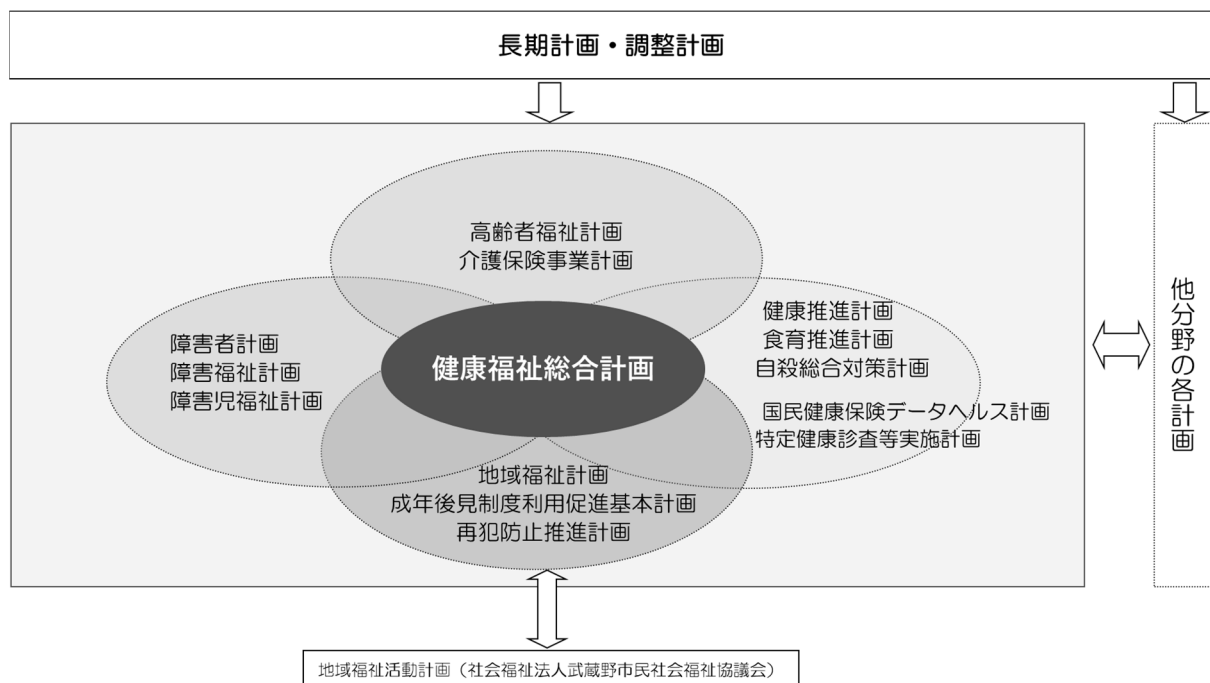 長期計画・調整計画
高齢者福祉計画
介護保険事業計画
障害者計画
障害福祉計画
障害児福祉計画
健康福祉総合計画
健康推進計画
食育推進計画
自殺総合対策計画
国民健康保険データヘルス計画
特定健康診査等実施計画
地域福祉計画
成年後見制度利用促進基本計画
再犯防止推進計画
他分野の各計画
地域福祉活動計画（社会福祉法人武蔵野市民社会福祉協議会）